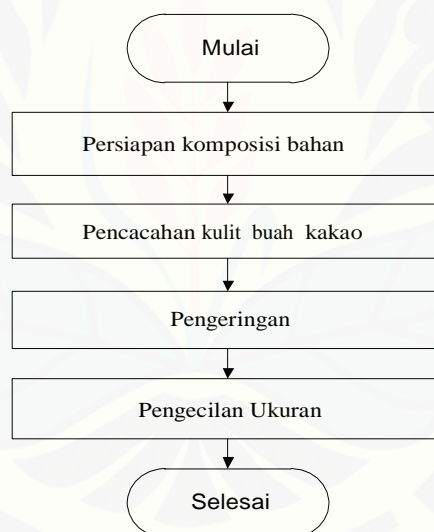 Mulai
Persiapan komposisi bahan
Pencacahan kulit buah kakao
Pengeringan
Pengecilan Ukuran
Selesai